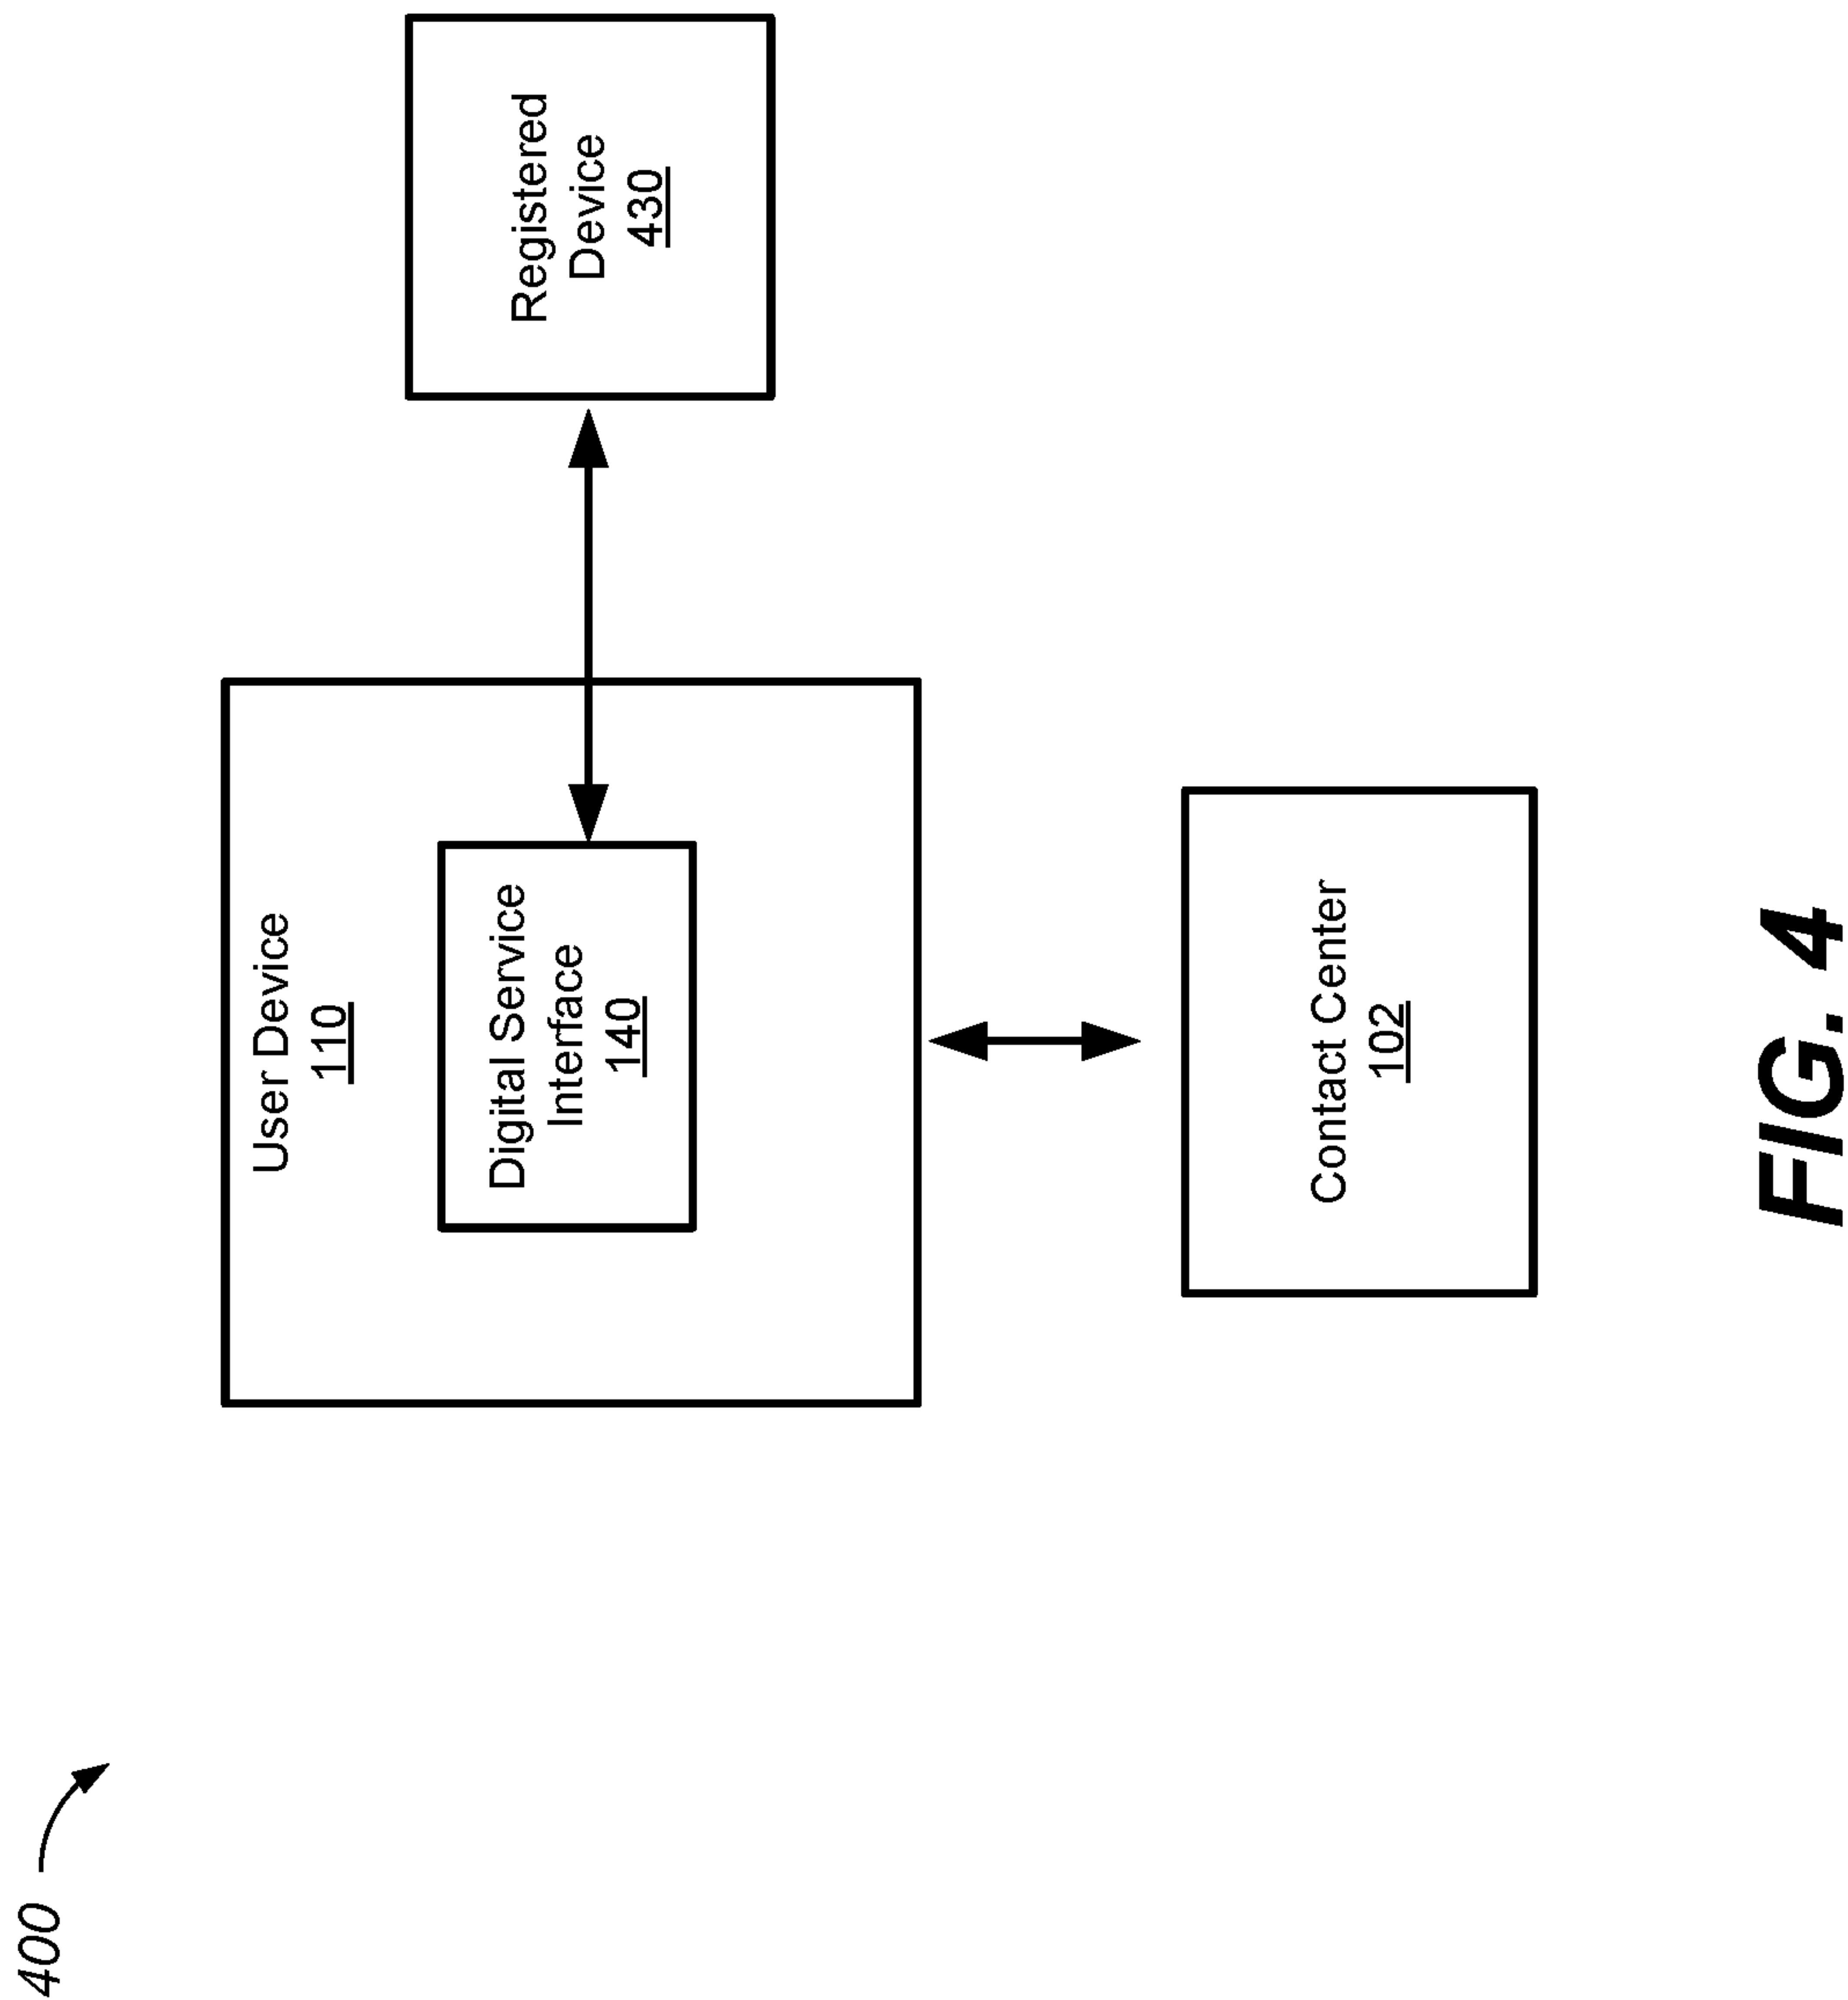 400
User Device
110
Digital Service
Interface
140
Registered
Device
430
Contact Center
102
FIG. 4